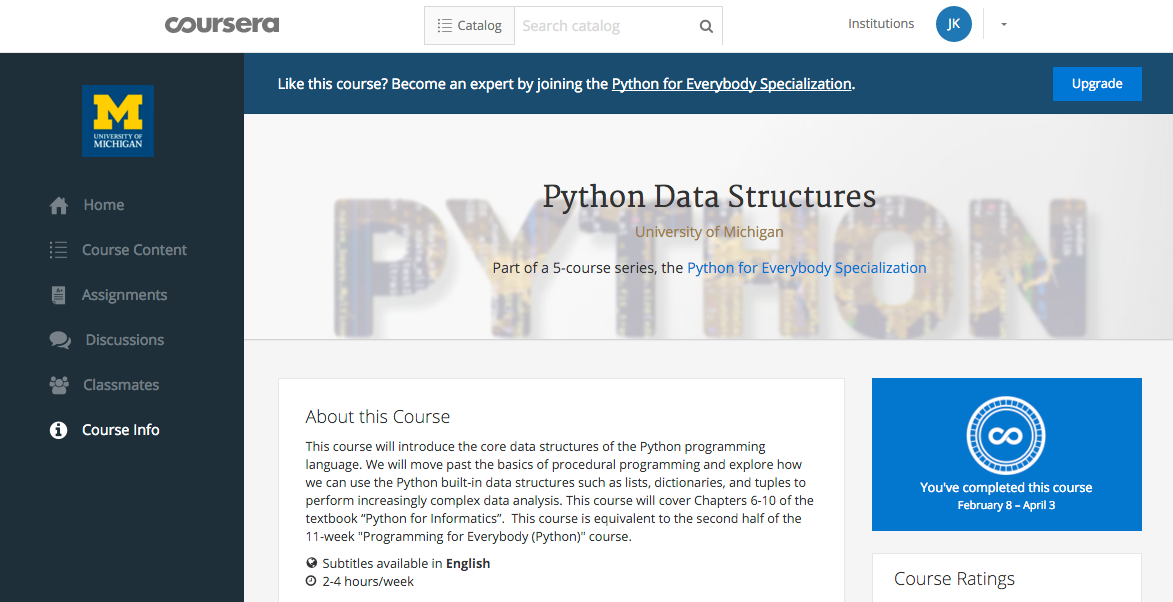 coursera
Catalog
Search catalog
Institutions
JK
Like this course? Become an expert by joining the Python for Everybody Specialization.
Upgrade
M
UNIVERSITY OF
MICHIGAN
Home
Course Content
Assignments
Discussions
Classmates
Course Info
PYTHON
Python Data Structures
University of Michigan
Part of a 5-course series, the Python for Everybody Specialization
About this Course
This course will introduce the core data structures of the Python programming
language. We will move past the basics of procedural programming and explore how
we can use the Python built-in data structures such as lists, dictionaries, and tuples to
perform increasingly complex data analysis. This course will cover Chapters 6-10 of the
textbook “Python for Informatics”.  This course is equivalent to the second half of the
11-week "Programming for Everybody (Python)" course.
Subtitles available in English
2-4 hours/week
You've completed this course
February 8 – April 3
Course Ratings